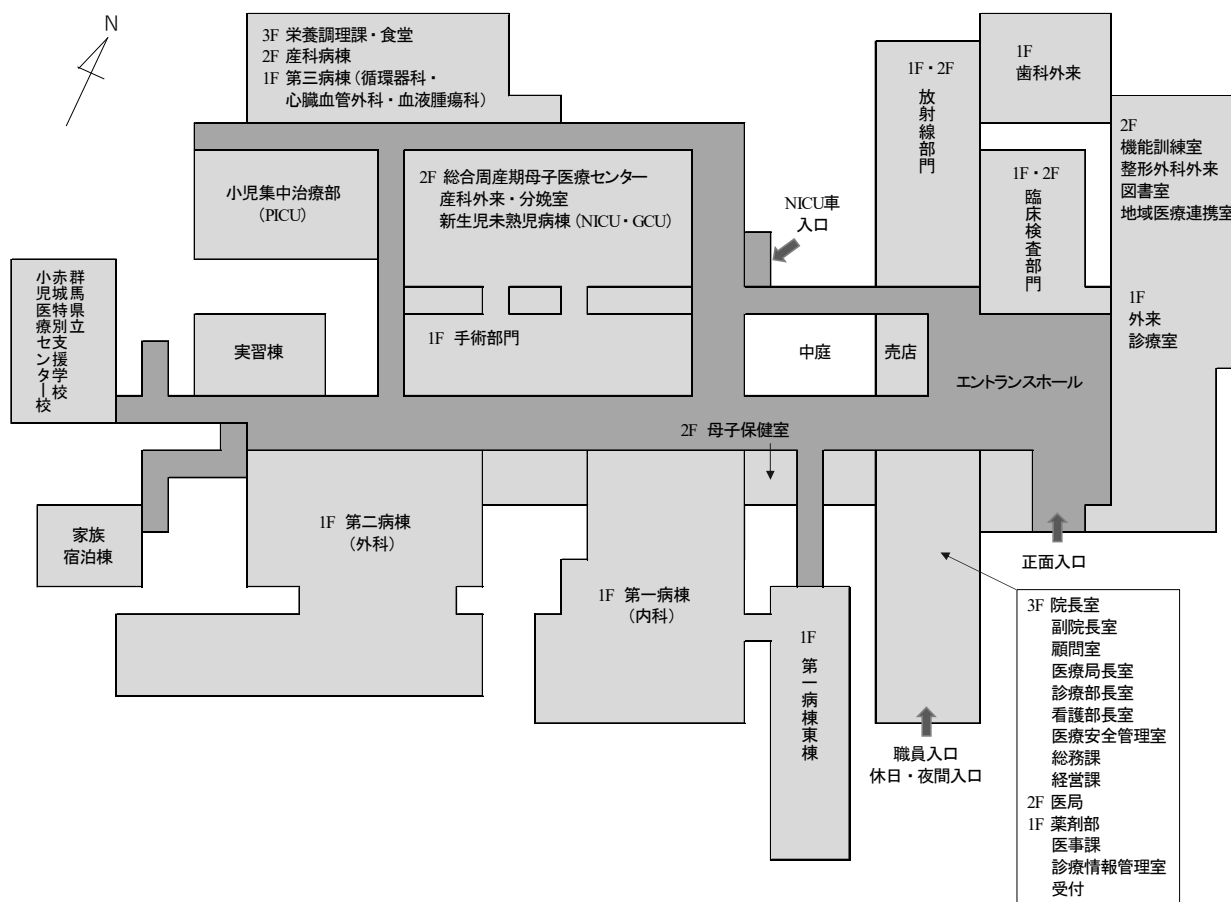 N
3F 栄養調理課・食堂
2F 産科病棟
1F 第三病棟（循環器科・
心臓血管外科・血液腫瘍科）
1F・2F
放射線部門
1F
歯科外来
2F
機能訓練室
整形外科外来
図書室
地域医療連携室
1F
外来
診療室
1F・2F
臨床検査部門
小児集中治療部
（PICU）
2F 総合周産期母子医療センター
産科外来・分娩室
新生児未熟児病棟（NICU・GCU）
NICU車
入口
群馬県立
赤城特別支援学校
小児医療センター校
実習棟
1F 手術部門
中庭
売店
エントランスホール
2F 母子保健室
家族
宿泊棟
1F 第二病棟
（外科）
1F 第一病棟
（内科）
1F
第一病棟東棟
正面入口
職員入口
休日・夜間入口
3F 院長室
副院長室
顧問室
医療局長室
診療部長室
看護部長室
医療安全管理室
総務課
経営課
2F 医局
1F 薬剤部
医事課
診療情報管理室
受付